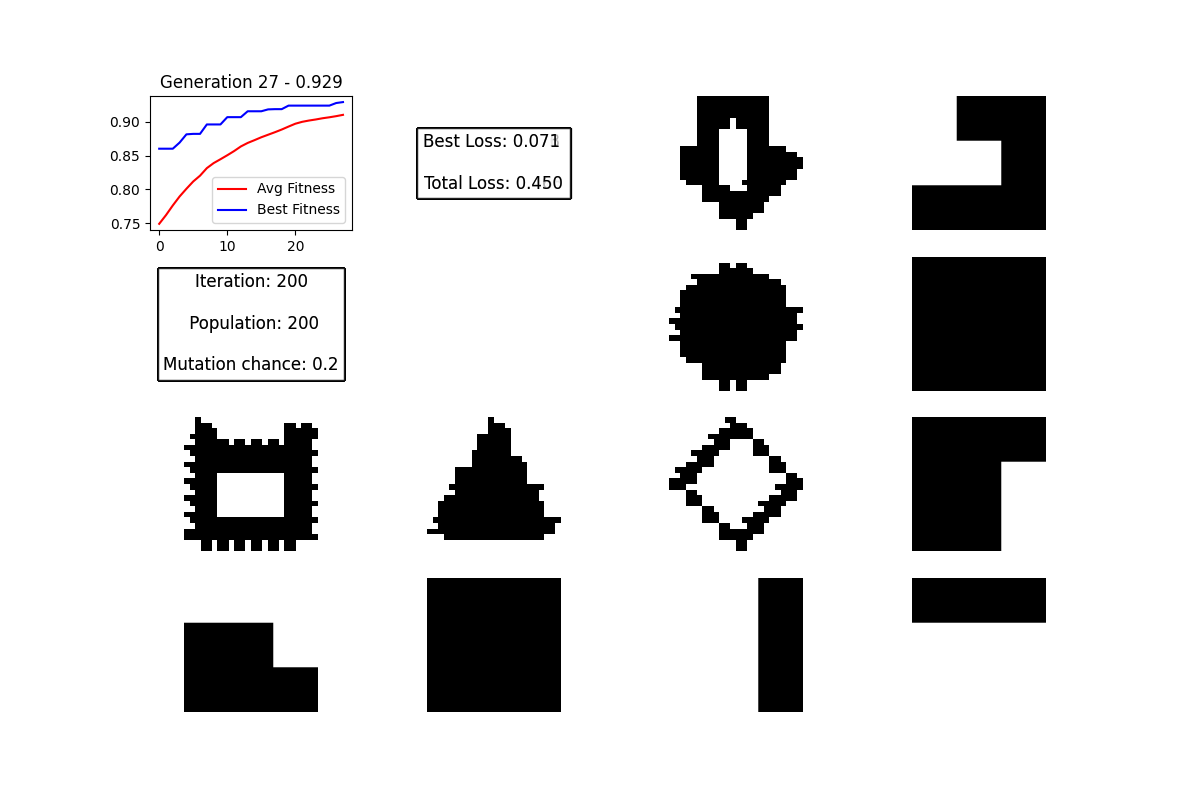 Generation 27 - 0.929
0.90
0.85
0.80
0.75
0
10
20
Avg Fitness
Best Fitness
Best Loss: 0.071
Total Loss: 0.450
Iteration: 200
Population: 200
Mutation chance: 0.2